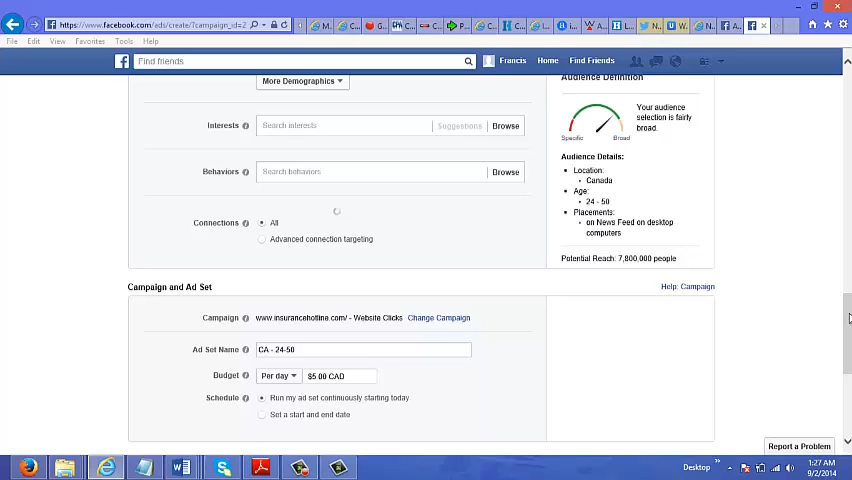 https://www.facebook.com/ads/create/?campaign_id=2
File Edit View Favorites Tools Help
Find friends
Francis Home Find Friends
More Demographics
Audience Definition
Interests Search interests Suggestions Browse
Specific Broad
Your audience
selection is fairly
broad.
Audience Details:
Location:
Canada
Age:
24 - 50
Placements:
on News Feed on desktop
computers
Potential Reach: 7,800,000 people
Behaviors Search behaviors Browse
Connections All
Advanced connection targeting
Campaign and Ad Set Help: Campaign
Campaign www.insurancehotline.com/ - Website Clicks Change Campaign
Ad Set Name CA - 24-50
Budget Per day $5.00 CAD
Schedule Run my ad set continuously starting today
Set a start and end date
Report a Problem
Desktop
1:27 AM
9/2/2014